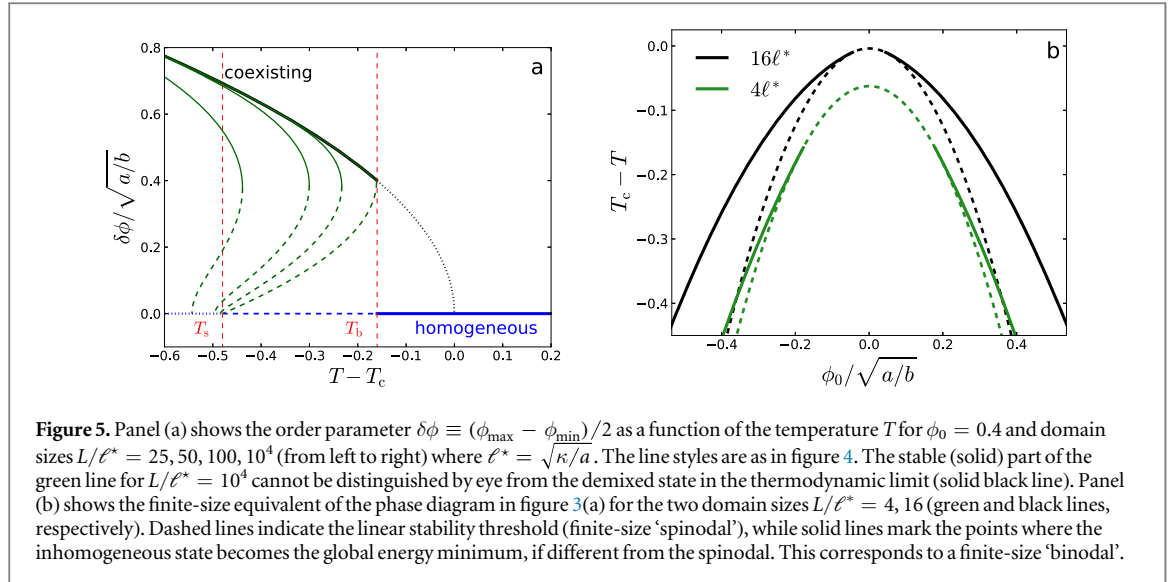 a
0.8
0.6
0.4
0.2
0.0
δϕ/√a/b
coexisting
T_s
T_b
homogeneous
−0.6 −0.5 −0.4 −0.3 −0.2 −0.1 0.0 0.1 0.2
T − T_c
b
16ℓ*
4ℓ*
0.0
−0.1
−0.2
−0.3
−0.4
T_c − T
−0.4 −0.2 0.0 0.2 0.4
ϕ_0/√a/b
Figure 5. Panel (a) shows the order parameter δϕ ≡ (ϕ_max − ϕ_min)/2 as a function of the temperature T for ϕ_0 = 0.4 and domain
sizes L/ℓ⋆ = 25, 50, 100, 10^4 (from left to right) where ℓ⋆ = √κ/a. The line styles are as in figure 4. The stable (solid) part of the
green line for L/ℓ⋆ = 10^4 cannot be distinguished by eye from the demixed state in the thermodynamic limit (solid black line). Panel
(b) shows the finite-size equivalent of the phase diagram in figure 3(a) for the two domain sizes L/ℓ* = 4, 16 (green and black lines,
respectively). Dashed lines indicate the linear stability threshold (finite-size ‘spinodal’), while solid lines mark the points where the
inhomogeneous state becomes the global energy minimum, if different from the spinodal. This corresponds to a finite-size ‘binodal’.